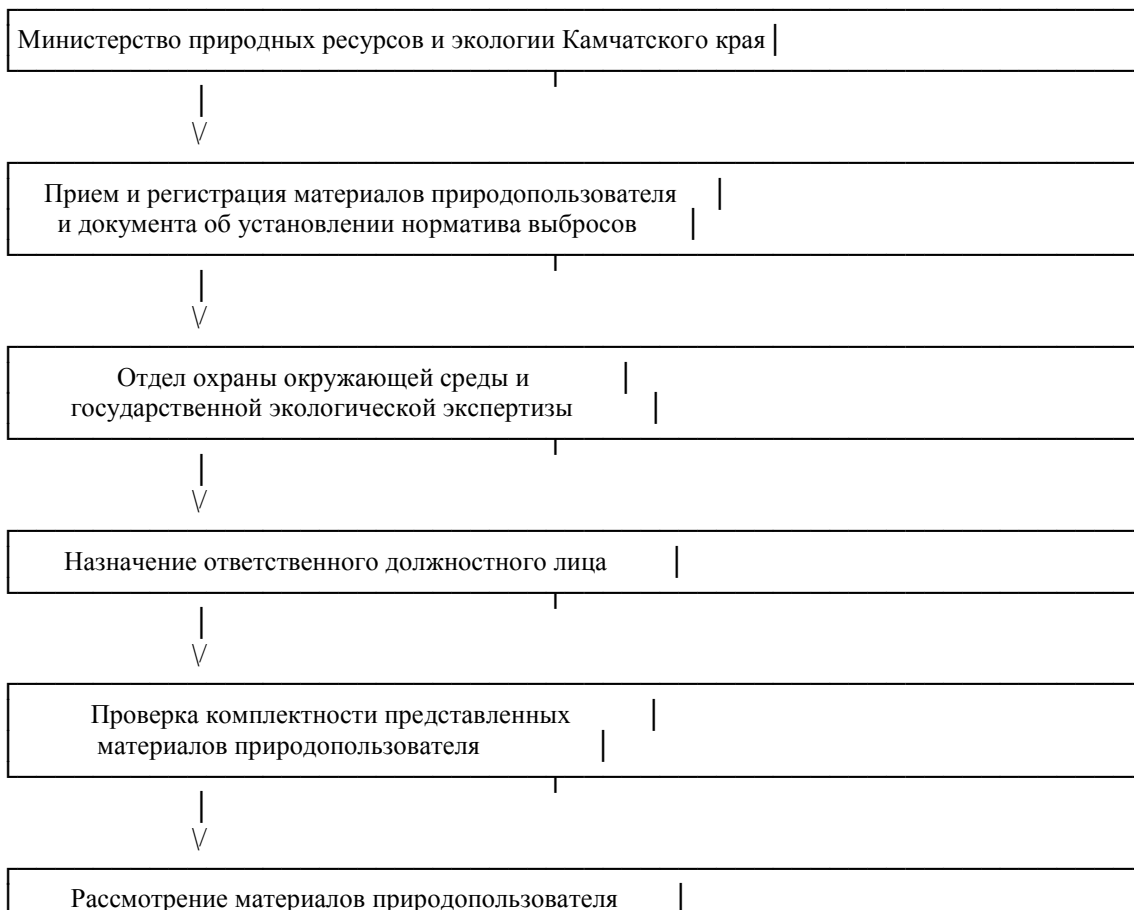 Министерство природных ресурсов и экологии Камчатского края
Прием и регистрация материалов природопользователя
и документа об установлении норматива выбросов
Отдел охраны окружающей среды и
государственной экологической экспертизы
Назначение ответственного должностного лица
Проверка комплектности представленных
материалов природопользователя
Рассмотрение материалов природопользователя